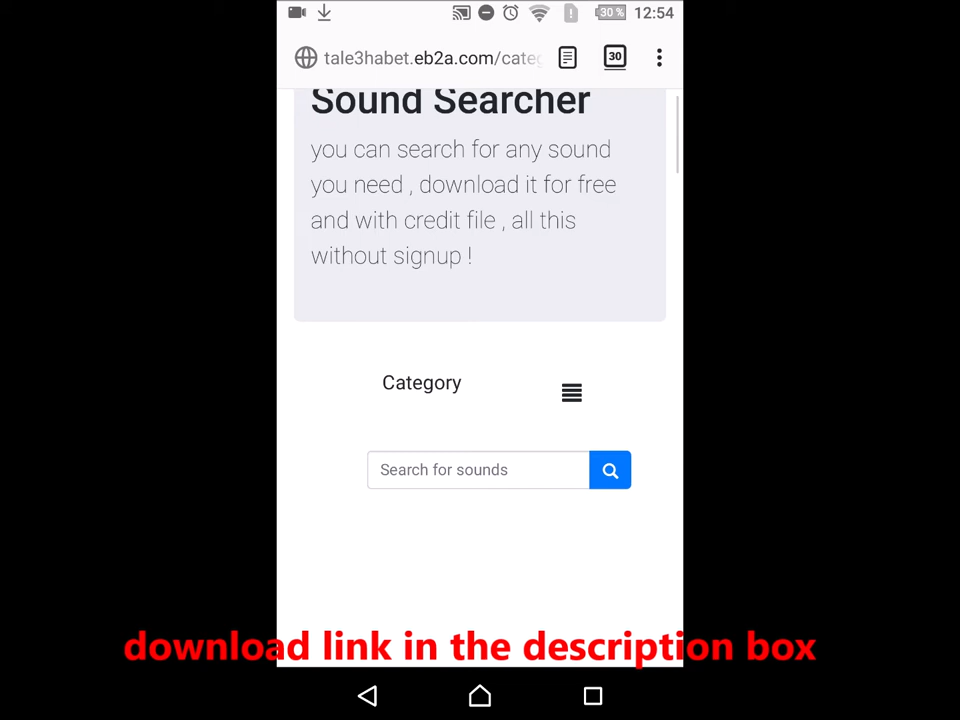 30 % 12:54
tale3habet.eb2a.com/categ
30
Sound Searcher
you can search for any sound
you need , download it for free
and with credit file , all this
without signup !
Category
Search for sounds
download link in the description box